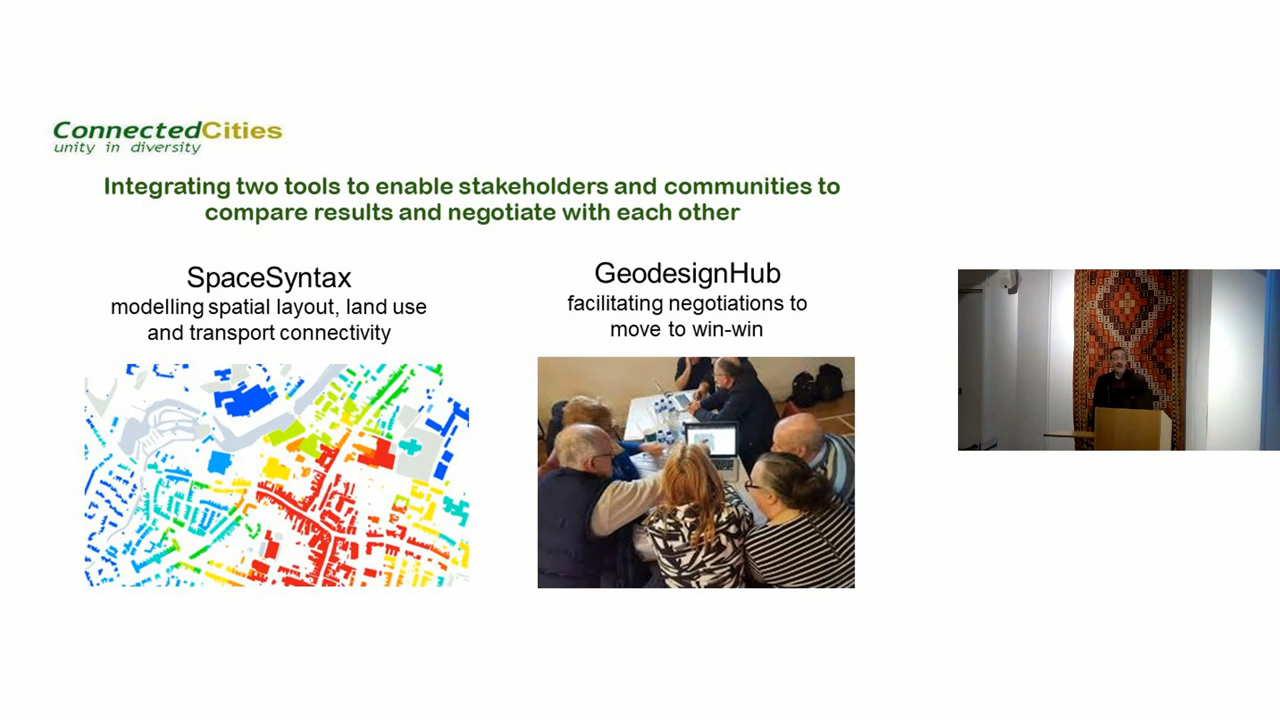 ConnectedCities
unity in diversity
Integrating two tools to enable stakeholders and communities to
compare results and negotiate with each other
SpaceSyntax
modelling spatial layout, land use
and transport connectivity
GeodesignHub
facilitating negotiations to
move to win-win